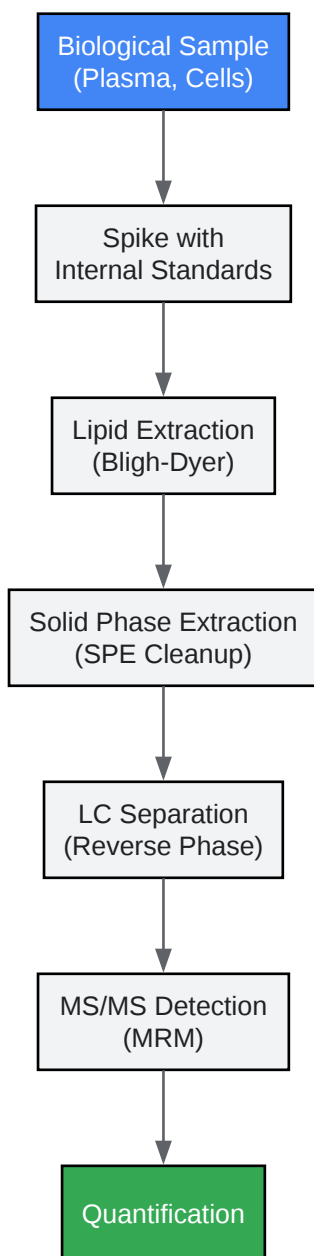 Biological Sample
(Plasma, Cells)
Spike with
Internal Standards
Lipid Extraction
(Bligh-Dyer)
Solid Phase Extraction
(SPE Cleanup)
LC Separation
(Reverse Phase)
MS/MS Detection
(MRM)
Quantification